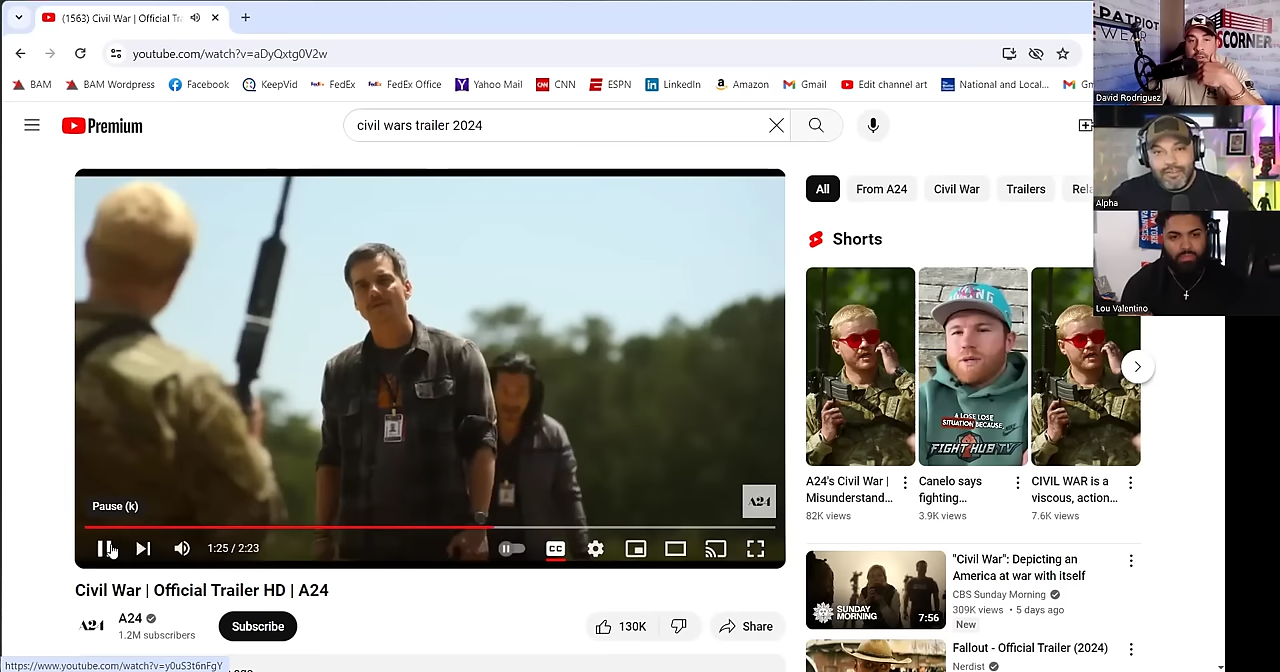 (1563) Civil War | Official Tr
youtube.com/watch?v=aDyQxtg0V2w
BAM
BAM Wordpress
Facebook
KeepVid
FedEx
FedEx Office
Yahoo Mail
CNN
ESPN
LinkedIn
Amazon
Gmail
Edit channel art
National and Local...
Gm
PATRIOT
WEAR
SCORNER
David Rodriguez
Alpha
Lou Valentino
Premium
civil wars trailer 2024
All
From A24
Civil War
Trailers
Rel
Shorts
A LOSE LOSE
SITUATION BECAUSE
FIGHT HUB TV
A24's Civil War |
Misunderstand...
82K views
Canelo says
fighting...
3.9K views
CIVIL WAR is a
viscous, action...
7.6K views
Pause (k)
A24
1:25 / 2:23
CC
Civil War | Official Trailer HD | A24
A24
A24
1.2M subscribers
Subscribe
130K
Share
SUNDAY
MORNING
7:56
"Civil War": Depicting an
America at war with itself
CBS Sunday Morning
309K views • 5 days ago
New
Fallout - Official Trailer (2024)
Nerdist
https://www.youtube.com/watch?v=y0uS3t6nFgY